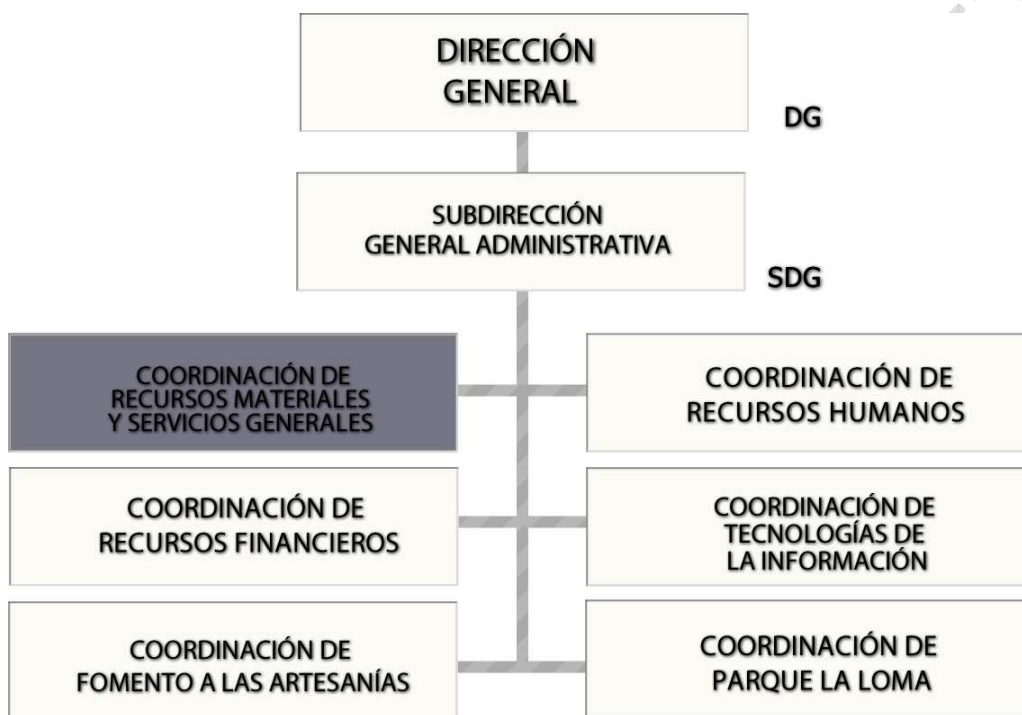 DIRECCIÓN
GENERAL
DG
SUBDIRECCIÓN
GENERAL ADMINISTRATIVA
SDG
COORDINACIÓN DE
RECURSOS MATERIALES
Y SERVICIOS GENERALES
COORDINACIÓN DE
RECURSOS HUMANOS
COORDINACIÓN DE
RECURSOS FINANCIEROS
COORDINACIÓN DE
TECNOLOGÍAS DE
LA INFORMACIÓN
COORDINACIÓN DE
FOMENTO A LAS ARTESANÍAS
COORDINACIÓN DE
PARQUE LA LOMA